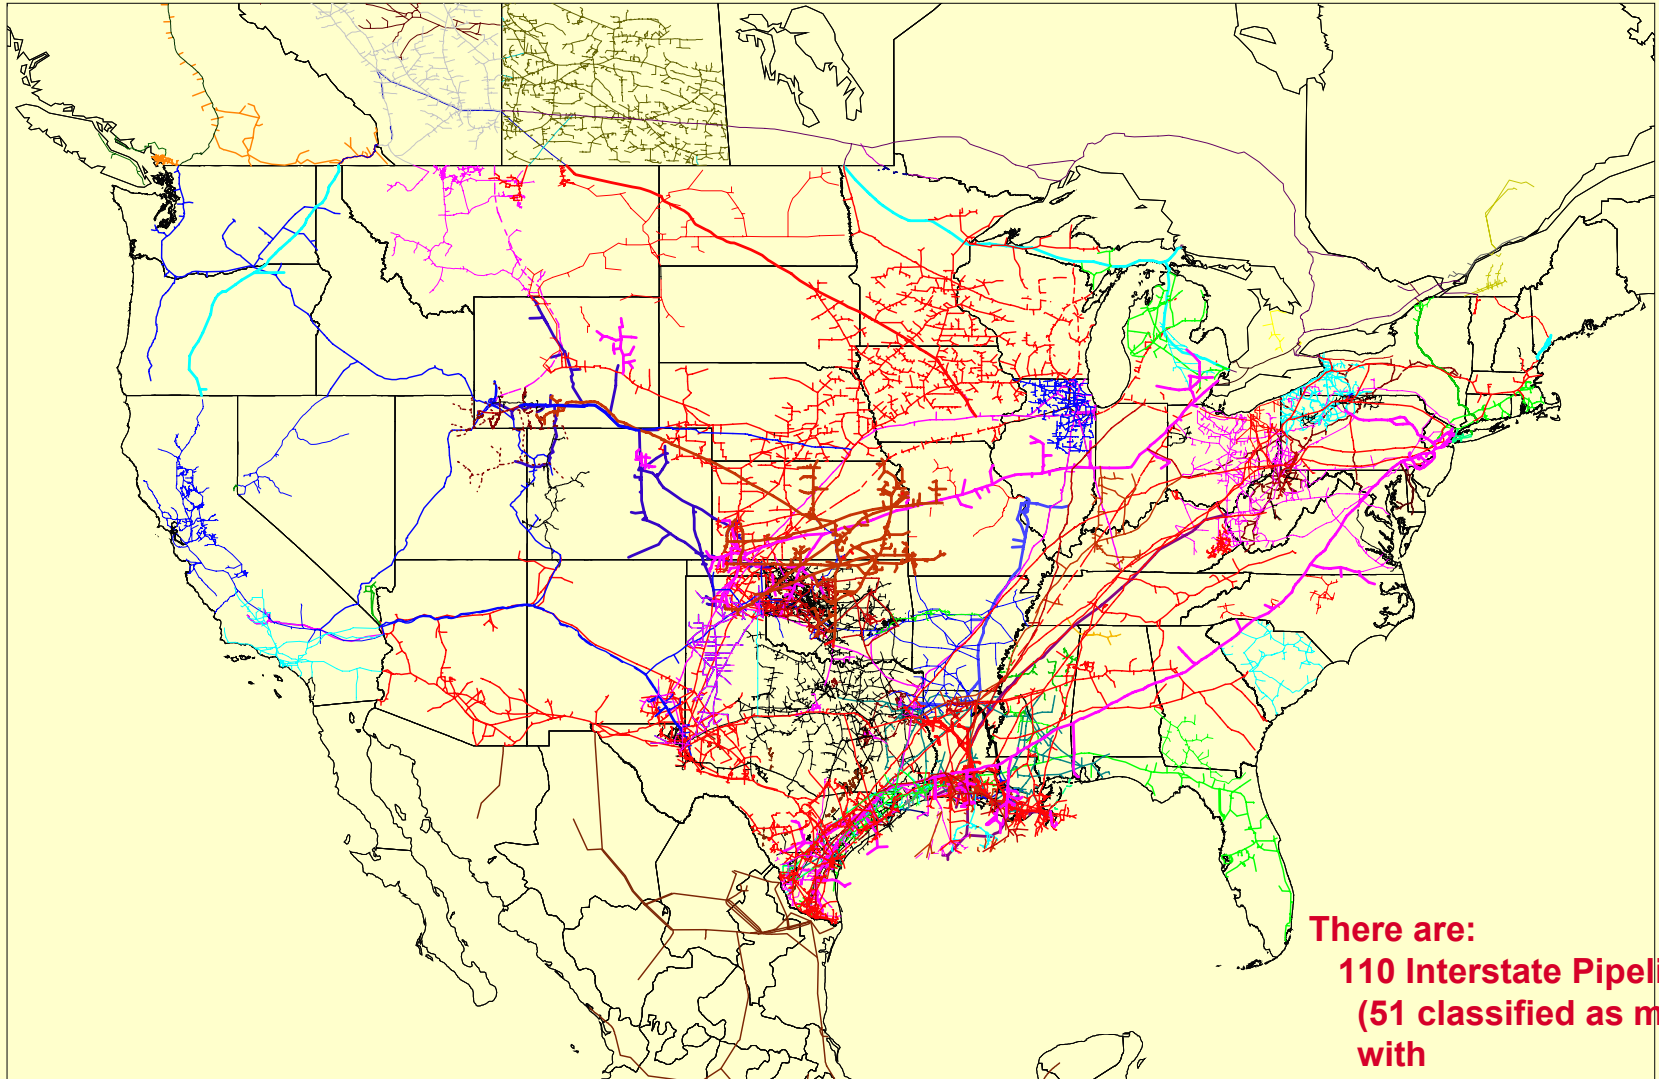 There are:
110 Interstate Pipeli
(51 classified as m
with